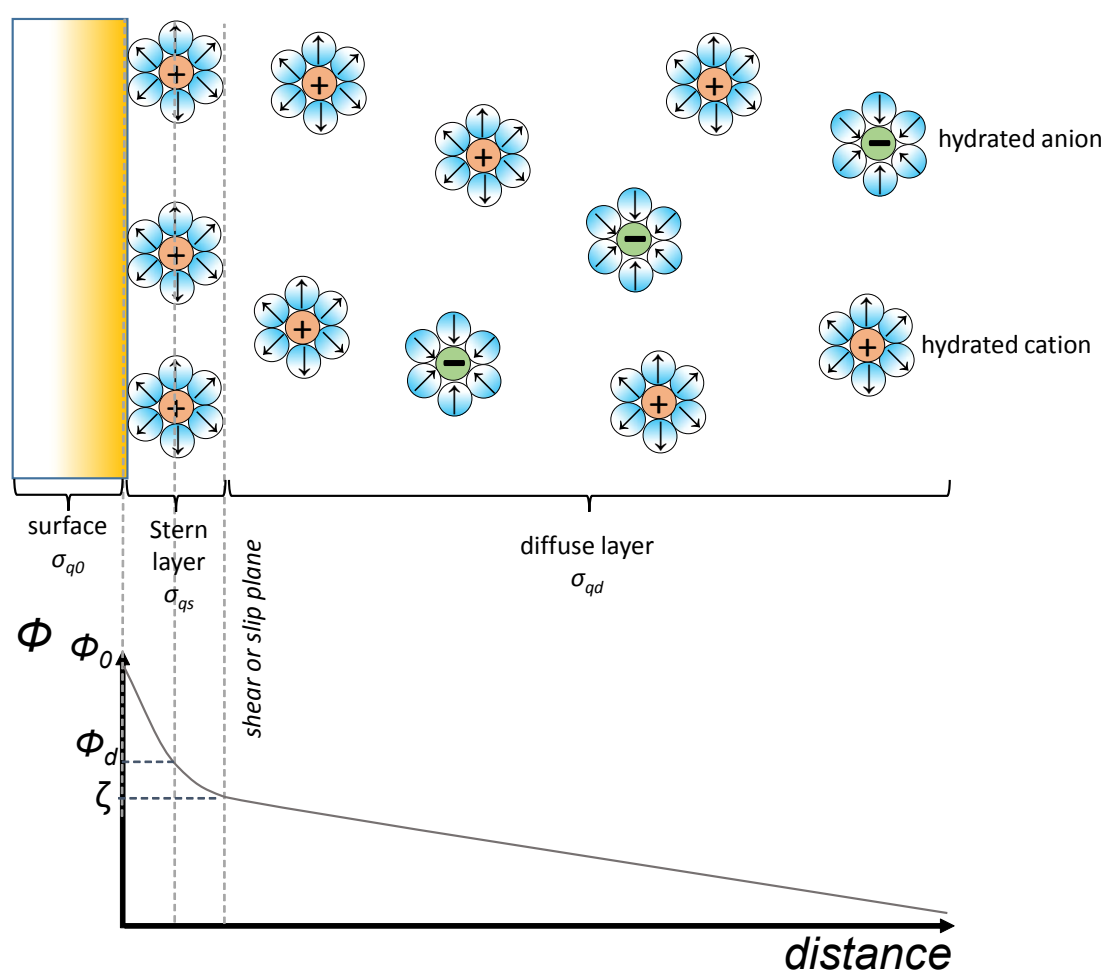 hydrated anion
hydrated cation
surface
σq0
Stern
layer
σqs
shear or slip plane
diffuse layer
σqd
Φ
Φ0
Φd
ζ
distance
+
+
+
+
+
+
+
+
+
+
−
−
−